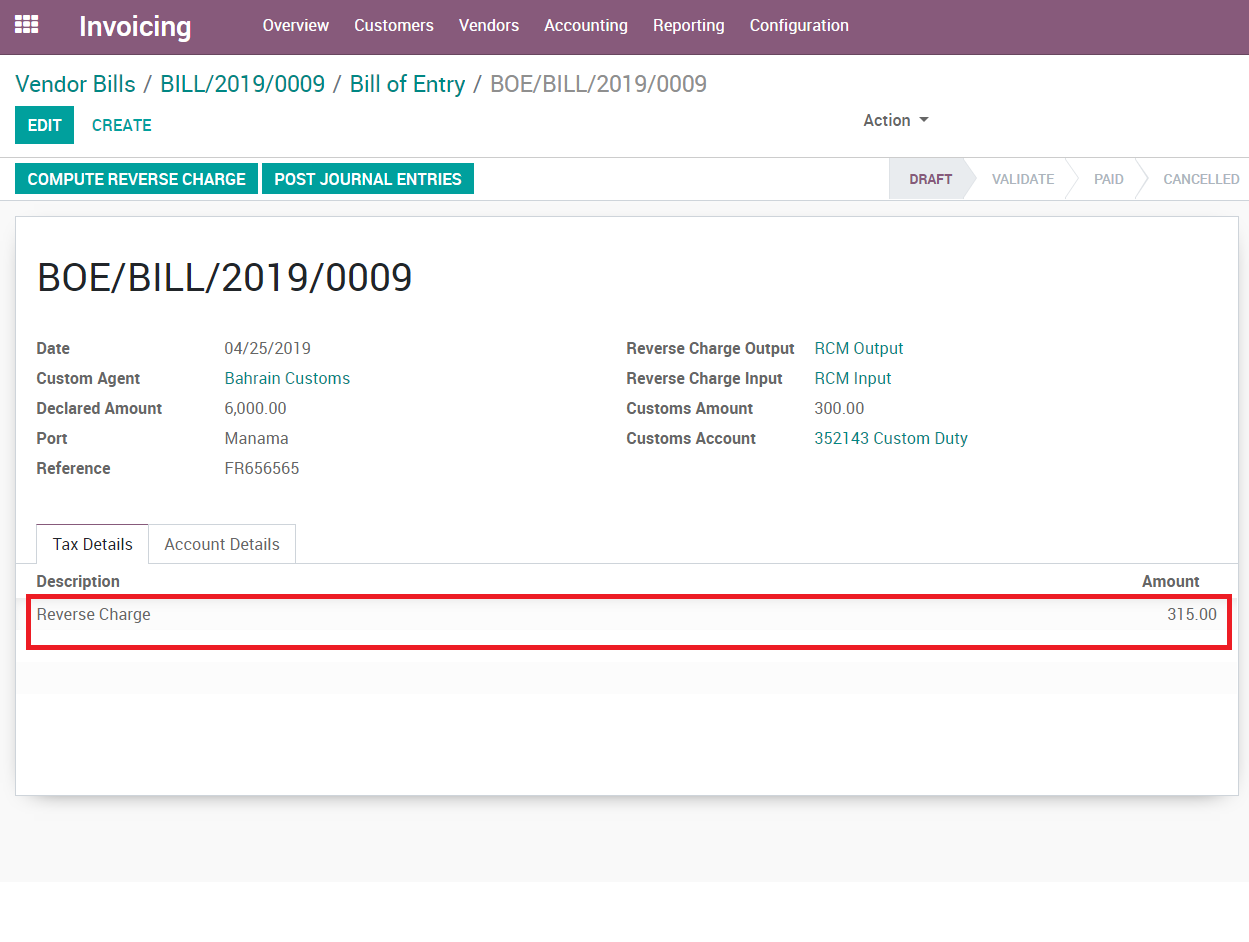 Invoicing Overview Customers Vendors Accounting Reporting Configuration
Vendor Bills / BILL/2019/0009 / Bill of Entry / BOE/BILL/2019/0009
EDIT CREATE Action
COMPUTE REVERSE CHARGE POST JOURNAL ENTRIES DRAFT VALIDATE PAID CANCELLED
BOE/BILL/2019/0009
Date 04/25/2019 Reverse Charge Output RCM Output
Custom Agent Bahrain Customs Reverse Charge Input RCM Input
Declared Amount 6,000.00 Customs Amount 300.00
Port Manama Customs Account 352143 Custom Duty
Reference FR656565
Tax Details Account Details
Description Amount
Reverse Charge 315.00